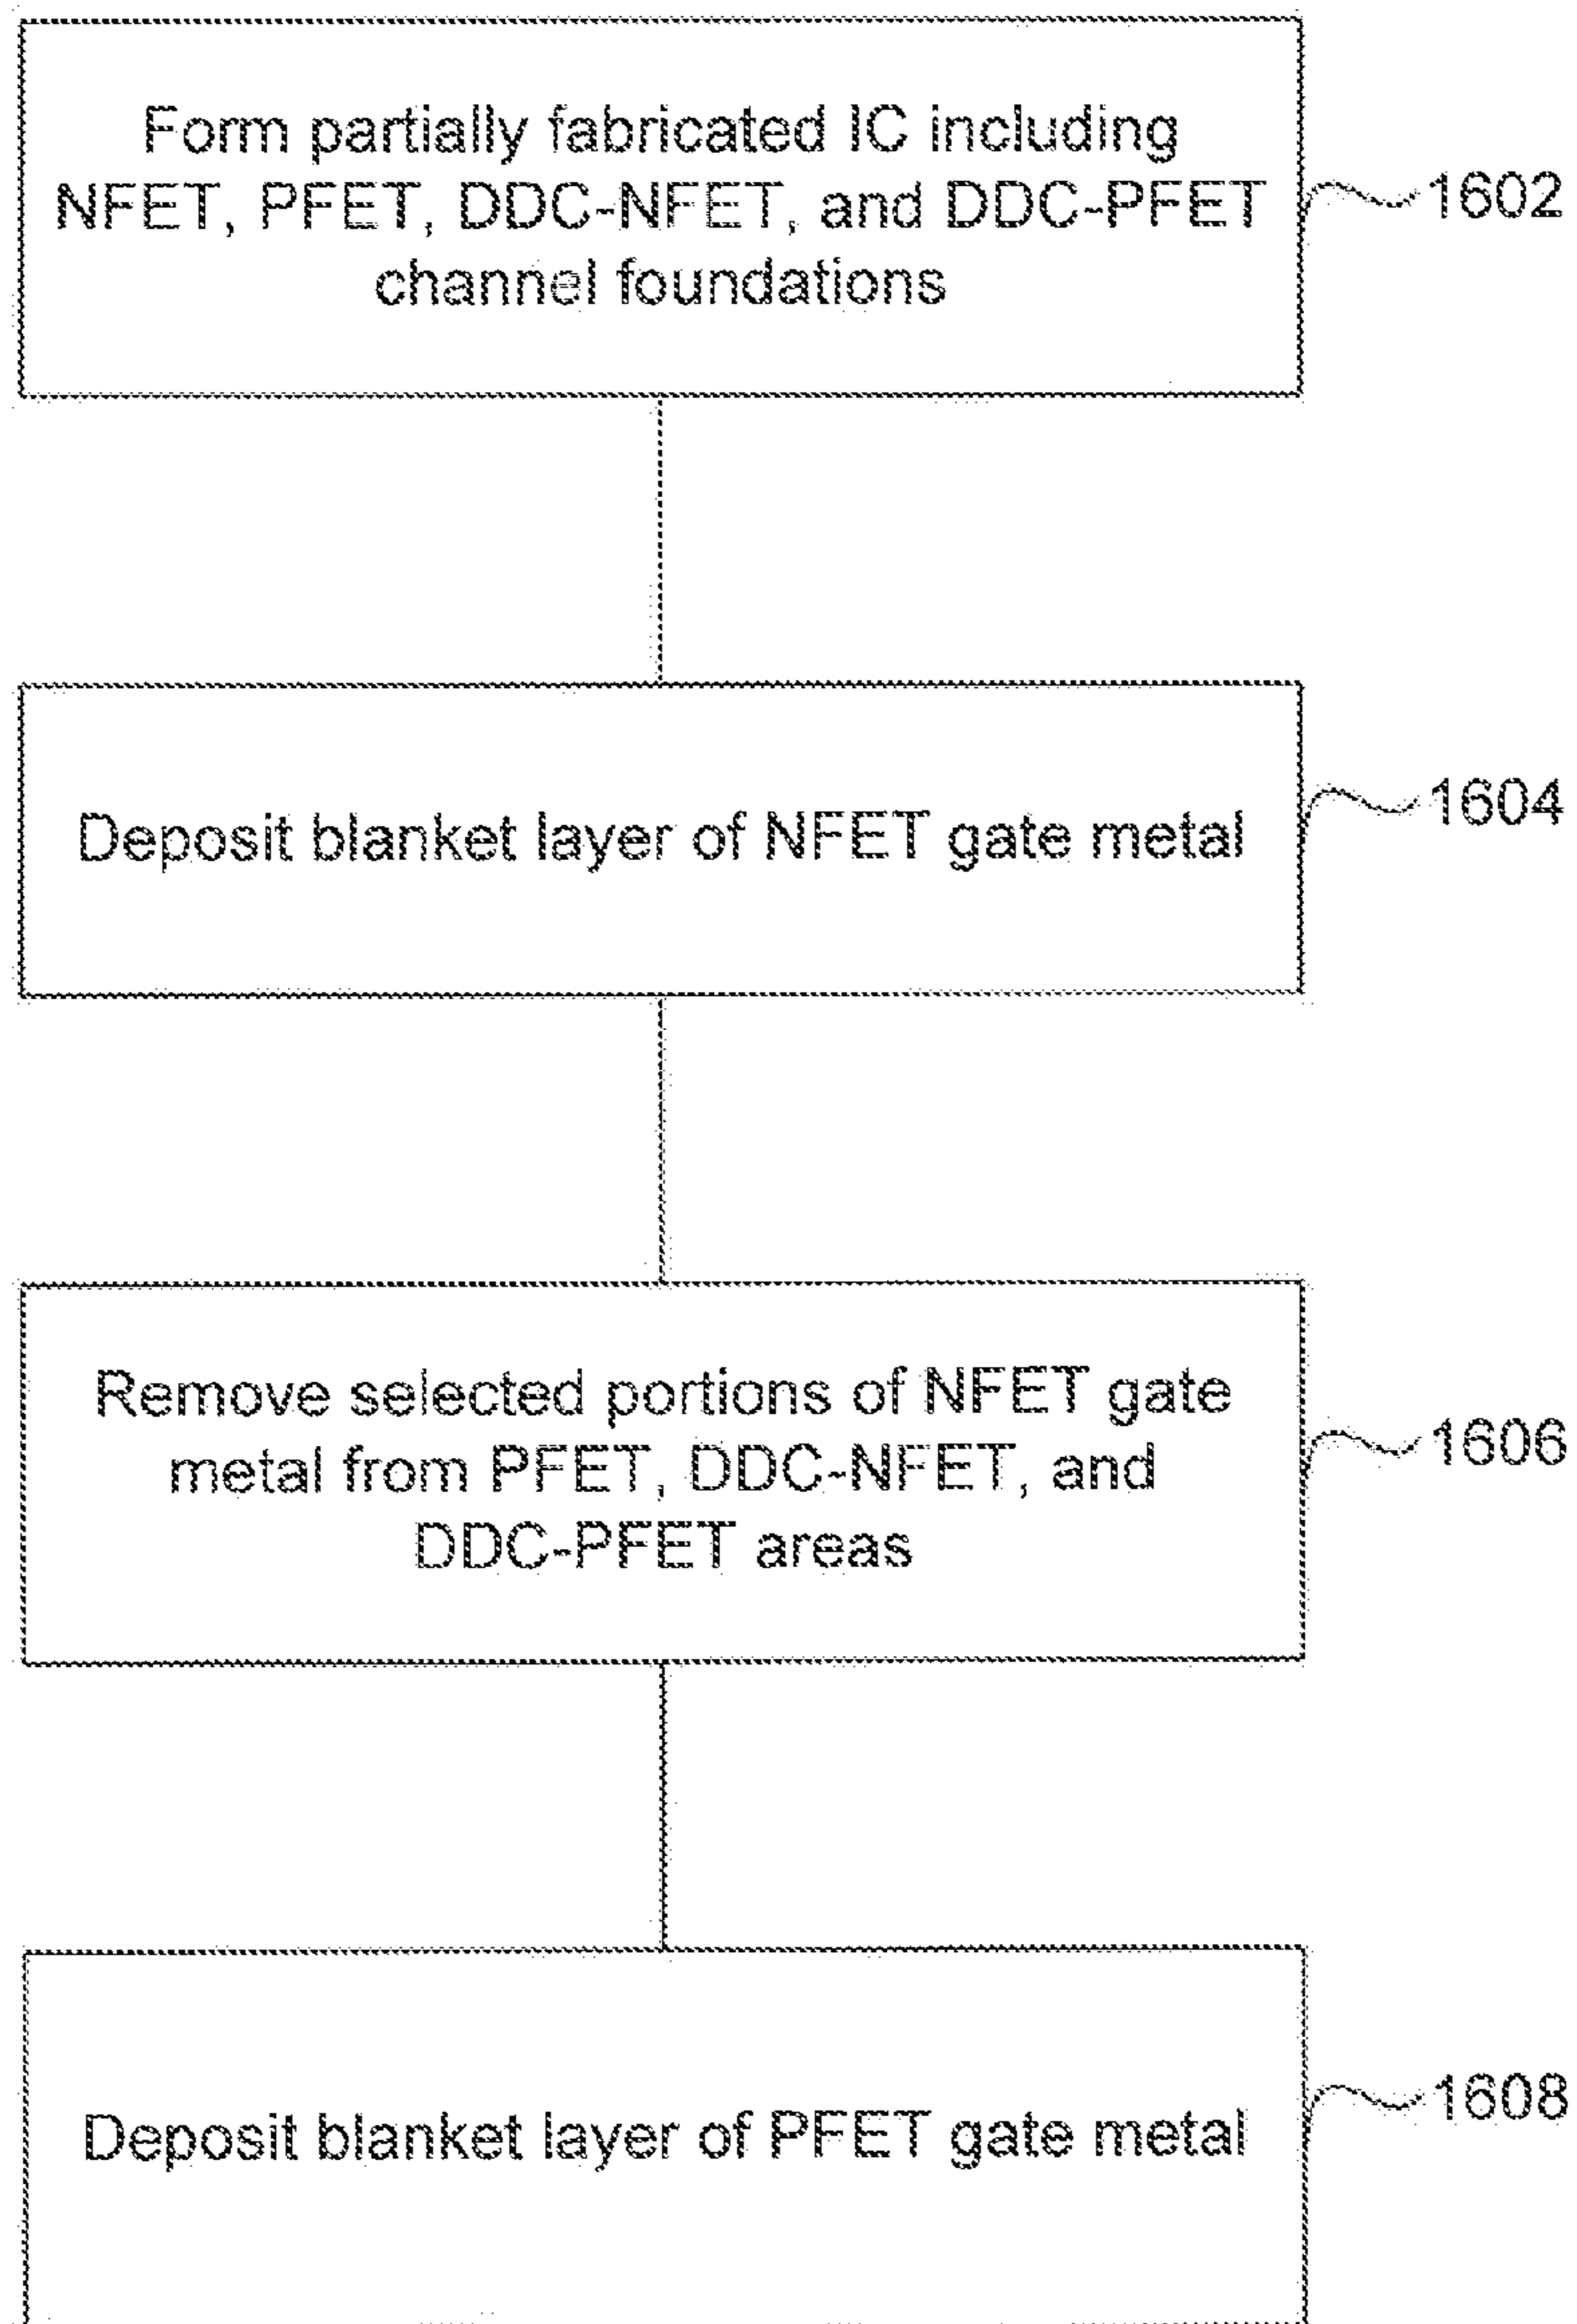 Form partially fabricated IC including
NFET, PFET, DDC-NFET, and DDC-PFET
channel foundations
1602
Deposit blanket layer of NFET gate metal
1604
Remove selected portions of NFET gate
metal from PFET, DDC-NFET, and
DDC-PFET areas
1606
Deposit blanket layer of PFET gate metal
1608